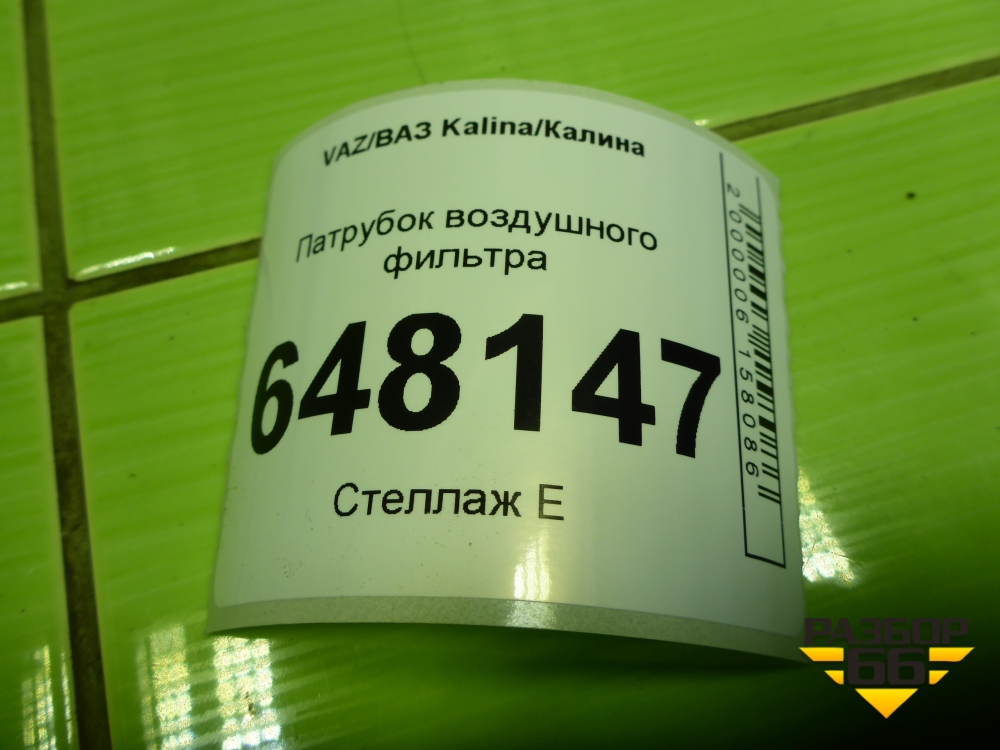 VAZ/ВАЗ Kalina/Калина
Патрубок воздушного
фильтра
648147
Стеллаж Е
2000006158086
РАЗБОР
66